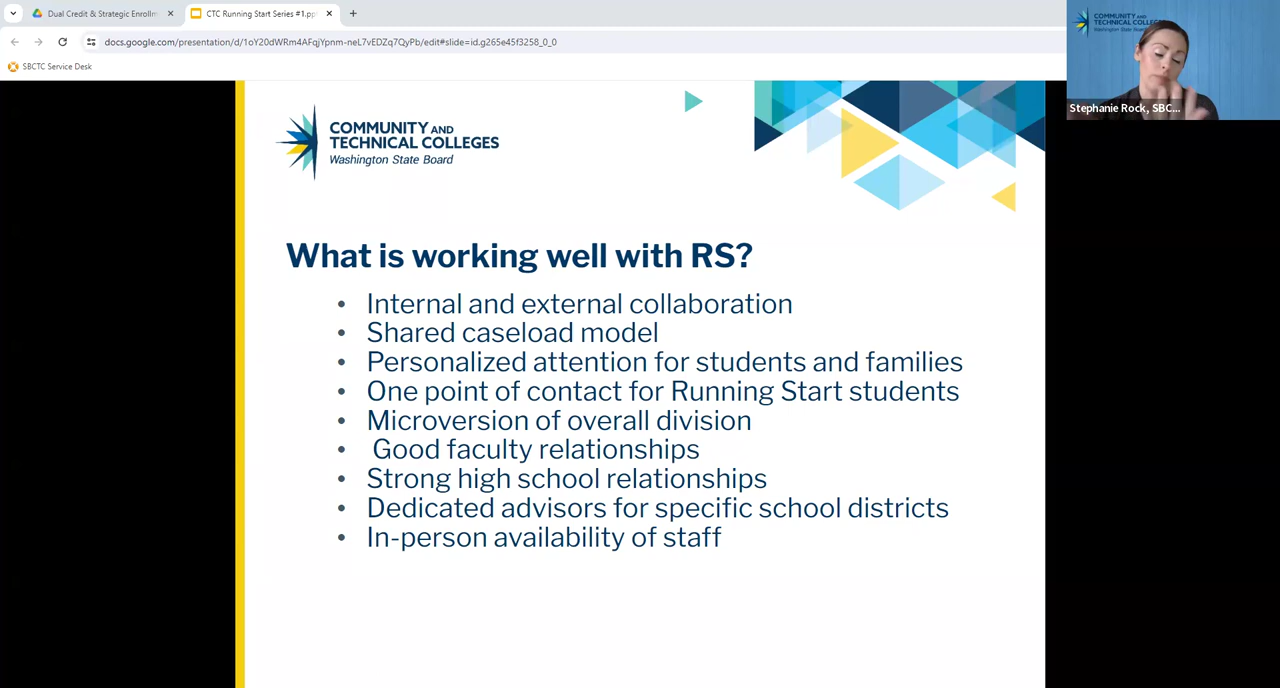 Dual Credit & Strategic Enrollm
CTC Running Start Series #1.pp
docs.google.com/presentation/d/1oY20dWRm4AFqjYpnm-neL7vEDZq7QyPb/edit#slide=id.g265e45f3258_0_0
SBCTC Service Desk
COMMUNITY AND
TECHNICAL COLLEGES
Washington State Board
COMMUNITY AND
TECHNICAL COLLEGES
Washington State Board
Stephanie Rock, SBC...
What is working well with RS?
• Internal and external collaboration
• Shared caseload model
• Personalized attention for students and families
• One point of contact for Running Start students
• Microversion of overall division
• Good faculty relationships
• Strong high school relationships
• Dedicated advisors for specific school districts
• In-person availability of staff